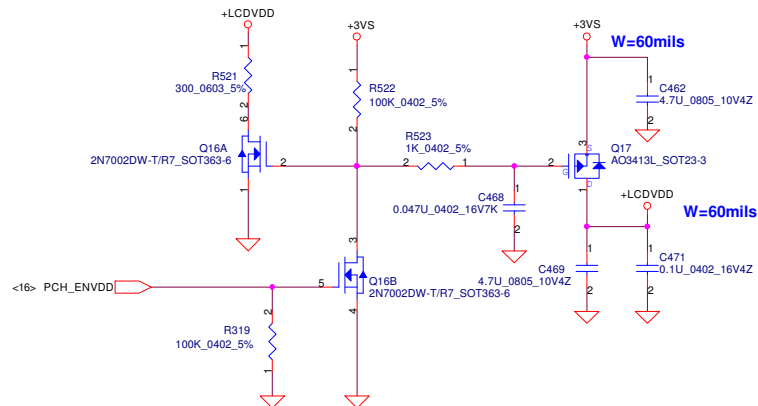 +LCDVDD
+3VS
+3VS
W=60mils
1
1
1
R521
300_0603_5%
R522
100K_0402_5%
C462
4.7U_0805_10V4Z
2
6
2
2
Q16A
2N7002DW-T/R7_SOT363-6
R523
1K_0402_5%
3
S
Q17
AO3413L_SOT23-3
2
2
1
2
G
D
1
1
1
C468
0.047U_0402_16V7K
2
+LCDVDD
W=60mils
3
1
1
C469
4.7U_0805_10V4Z
C471
0.1U_0402_16V4Z
2
2
<16> PCH_ENVDD
5
Q16B
2N7002DW-T/R7_SOT363-6
4
2
R319
100K_0402_5%
1